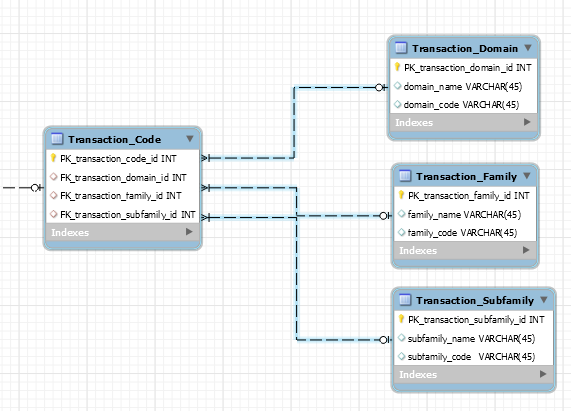 Transaction_Domain
PK_transaction_domain_id INT
domain_name VARCHAR(45)
domain_code VARCHAR(45)
Indexes
Transaction_Code
PK_transaction_code_id INT
FK_transaction_domain_id INT
FK_transaction_family_id INT
FK_transaction_subfamily_id INT
Indexes
Transaction_Family
PK_transaction_family_id INT
family_name VARCHAR(45)
family_code VARCHAR(45)
Indexes
Transaction_Subfamily
PK_transaction_subfamily_id INT
subfamily_name VARCHAR(45)
subfamily_code VARCHAR(45)
Indexes